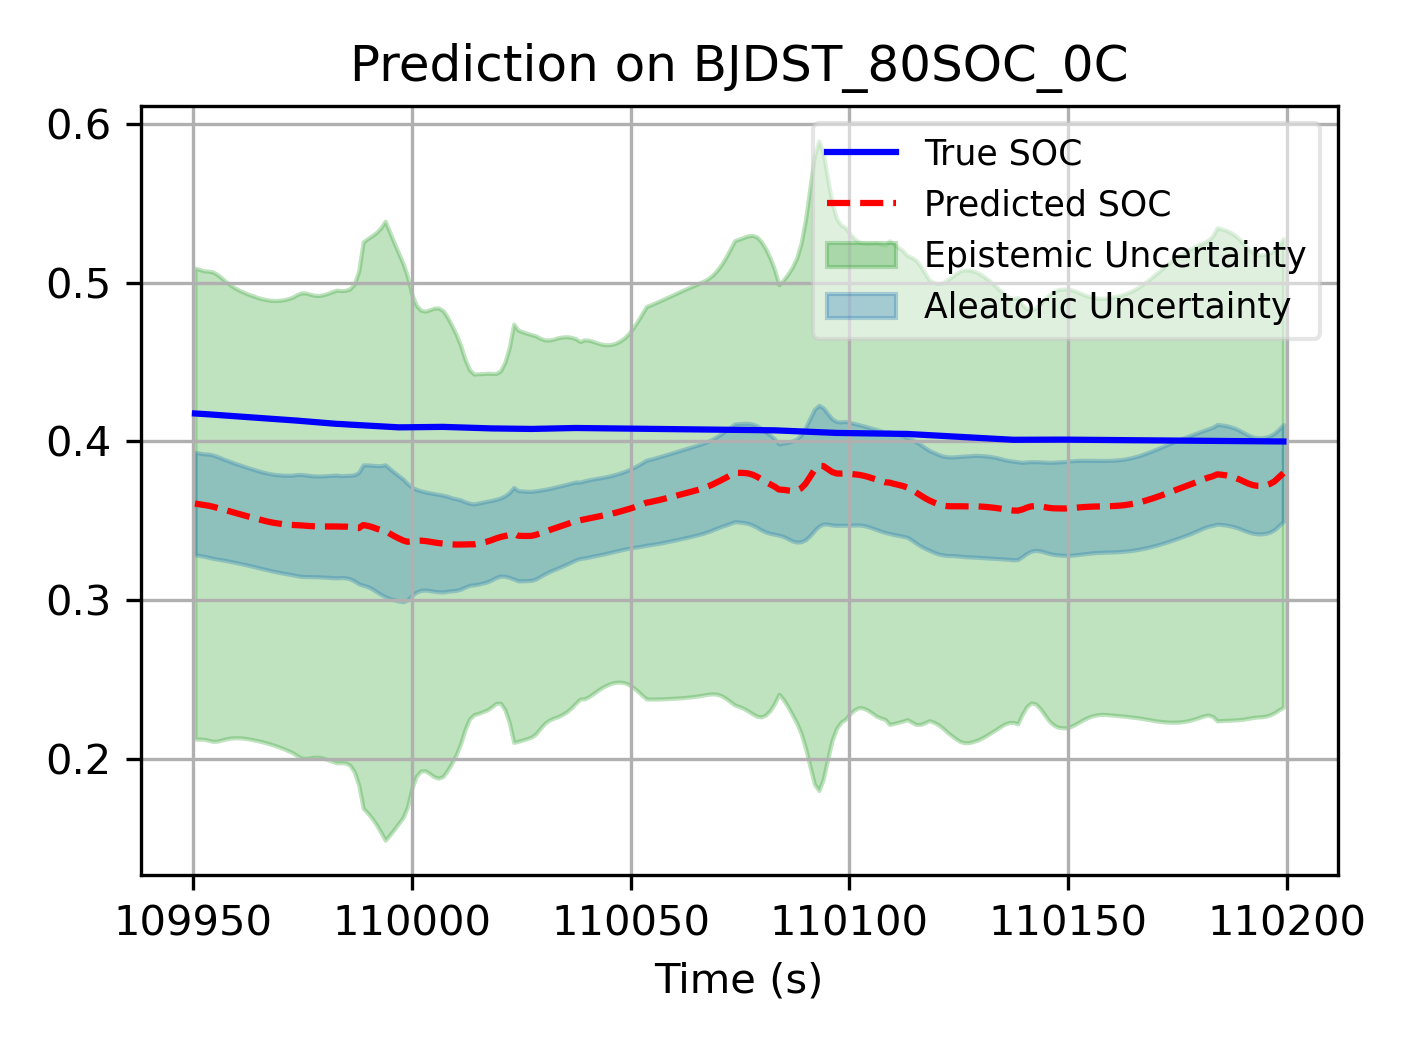 Prediction on BJDST_80SOC_0C
0.6
0.5
0.4
0.3
0.2
True SOC
Predicted SOC
Epistemic Uncertainty
Aleatoric Uncertainty
109950 110000 110050 110100 110150 110200
Time (s)